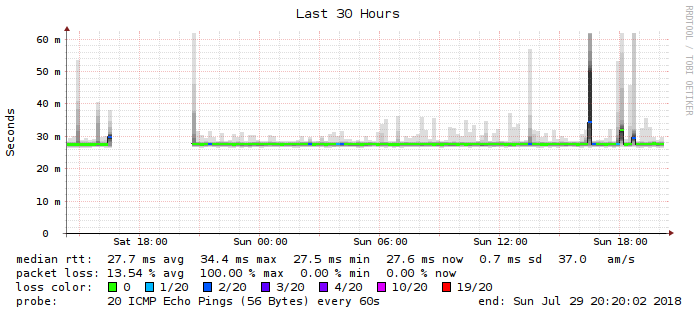 Last 30 Hours
RRDTOOL / TOBI OETIKER
Seconds
60 m
50 m
40 m
30 m
20 m
10 m
0
Sat 18:00 Sun 00:00 Sun 06:00 Sun 12:00 Sun 18:00
median rtt: 27.7 ms avg 34.4 ms max 27.5 ms min 27.6 ms now 0.7 ms sd 37.0 am/s
packet loss: 13.54 % avg 100.00 % max 0.00 % min 0.00 % now
loss color: 0 1/20 2/20 3/20 4/20 10/20 19/20
probe: 20 ICMP Echo Pings (56 Bytes) every 60s end: Sun Jul 29 20:20:02 2018